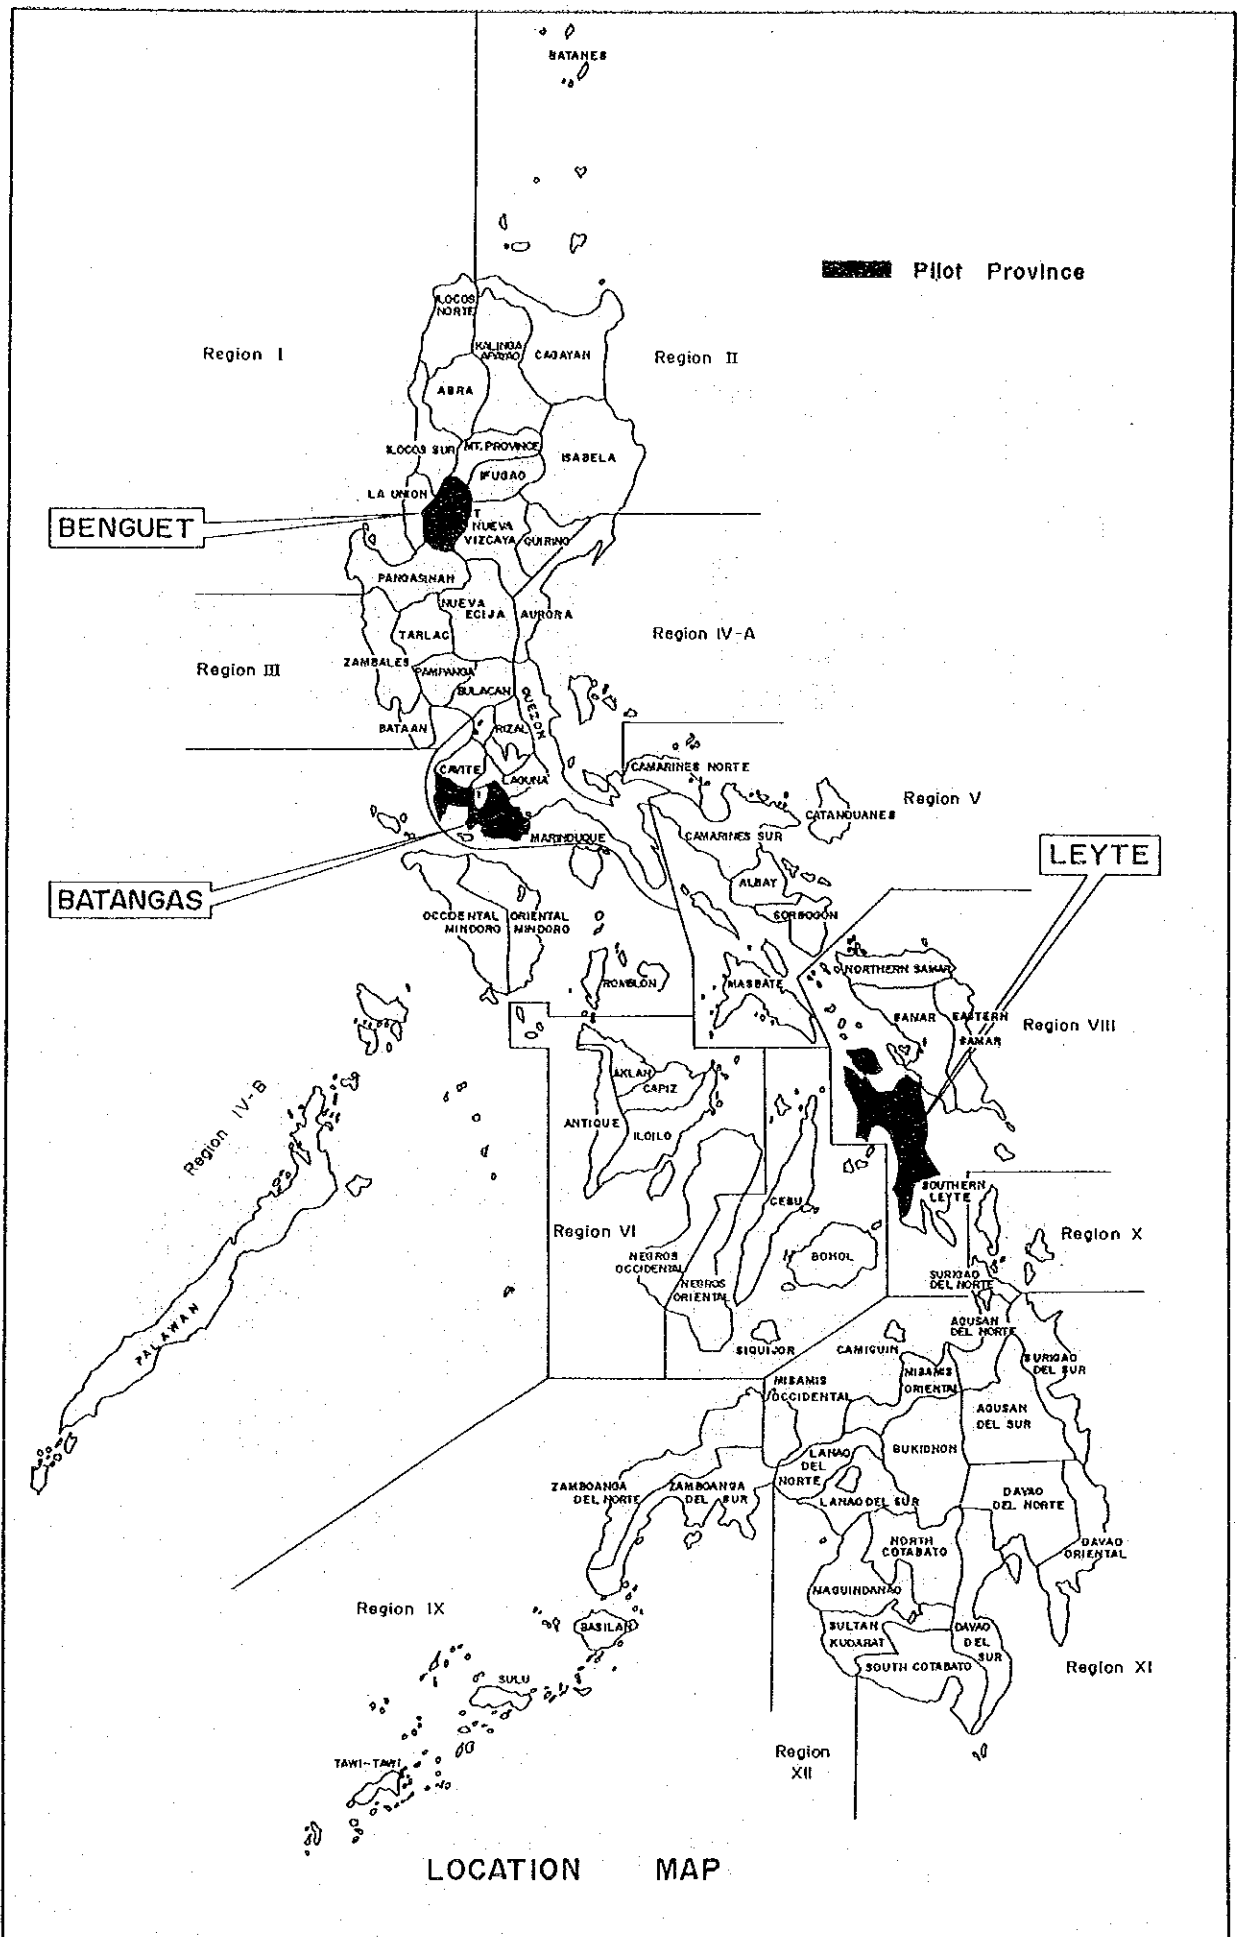 BATANES
Pilot Province
ILOCOS
NORTE
KALINGA
APAYAO
CAGAYAN
Region I
Region II
ABRA
ILOCOS SUR
MT. PROVINCE
ISABELA
IFUGAO
LA UNION
BENGUET
T
NUEVA
VIZCAYA
QUIRINO
PANGASINAN
NUEVA
ECIJA
AURORA
TARLAC
Region IV-A
ZAMBALES
Region III
PAMPANGA
BULACAN
QUEZON
BATAAN
RIZAL
CAVITE
LAGUNA
CAMARINES NORTE
Region V
CATANDUANES
MARINDUQUE
CAMARINES SUR
LEYTE
ALBAY
BATANGAS
SORSOGON
OCCIDENTAL
MINDORO
ORIENTAL
MINDORO
NORTHERN SAMAR
ROMBLON
MASBATE
SAMAR
EASTERN
SAMAR
Region VIII
AKLAN
CAPIZ
Region IV-B
ANTIQUE
ILOILO
SOUTHERN
LEYTE
CEBU
Region VI
Region X
NEGROS
OCCIDENTAL
BOHOL
NEGROS
ORIENTAL
SURIGAO
DEL NORTE
PALAWAN
AGUSAN
DEL NORTE
SIQUIJOR
CAMIGUIN
SURIGAO
DEL SUR
MISAMIS
OCCIDENTAL
MISAMIS
ORIENTAL
AGUSAN
DEL SUR
BUKIDNON
LANAO
DEL
NORTE
ZAMBOANGA
DEL NORTE
ZAMBOANGA
DEL SUR
LANAO DEL SUR
DAVAO
DEL NORTE
NORTH
COTABATO
DAVAO
ORIENTAL
MAGUINDANAO
Region IX
BASILAN
SULTAN
KUDARAT
DAVAO
DEL
SUR
SOUTH COTABATO
Region XI
SULU
TAWI-TAWI
Region
XII
LOCATION MAP